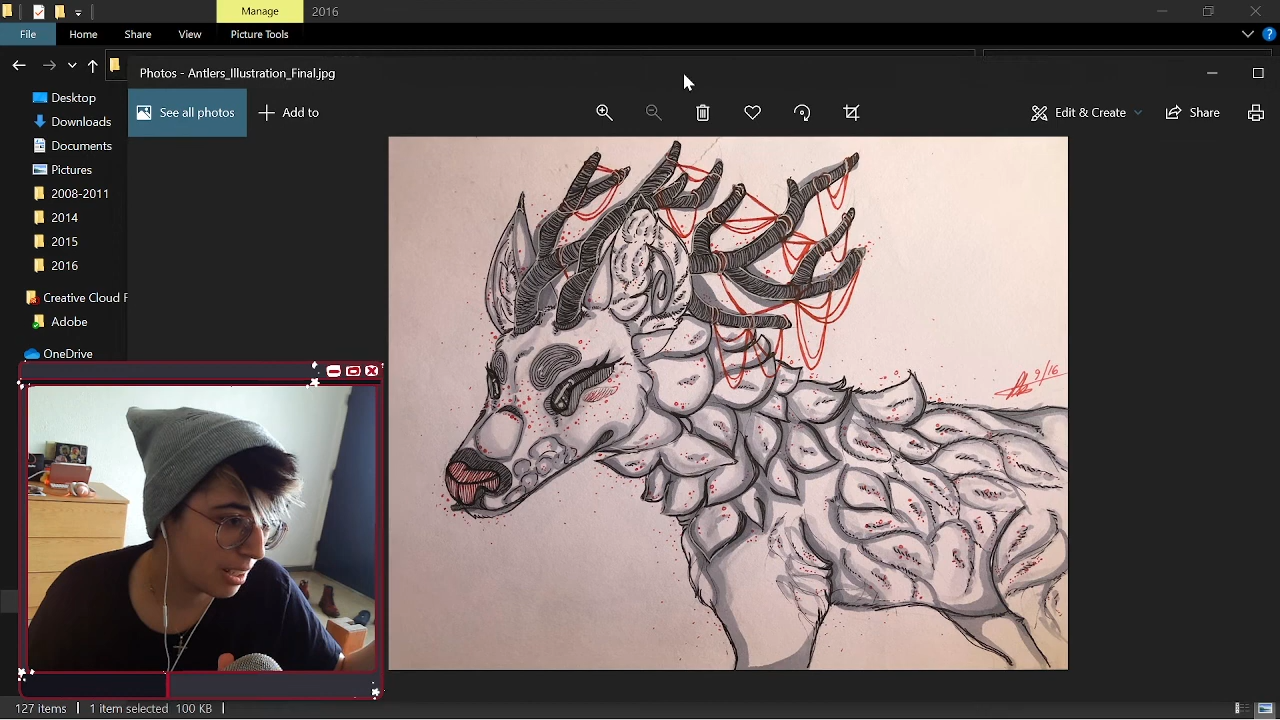 Manage 2016
File Home Share View Picture Tools
Photos - Antlers_Illustration_Final.jpg
See all photos Add to Edit & Create Share
Desktop
Downloads
Documents
Pictures
2008-2011
2014
2015
2016
Creative Cloud F
Adobe
OneDrive
9/16
127 items 1 item selected 100 KB